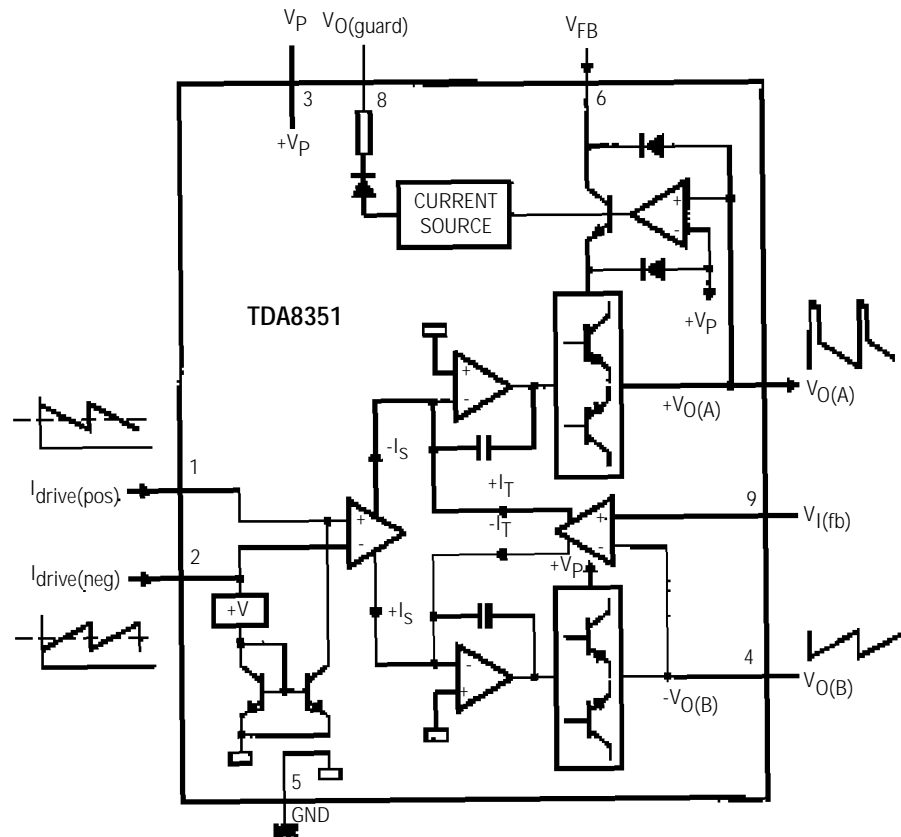 V_P
V_O(guard)
V_FB
3
8
6
+V_P
CURRENT
SOURCE
+
-
+V_P
TDA8351
+
-
V_O(A)
+V_O(A)
-I_S
1
+I_T
I_drive(pos)
9
V_I(fb)
-I_T
+
-
+
-
2
+V_P
I_drive(neg)
+V
+I_S
4
-
+
V_O(B)
-V_O(B)
5
GND